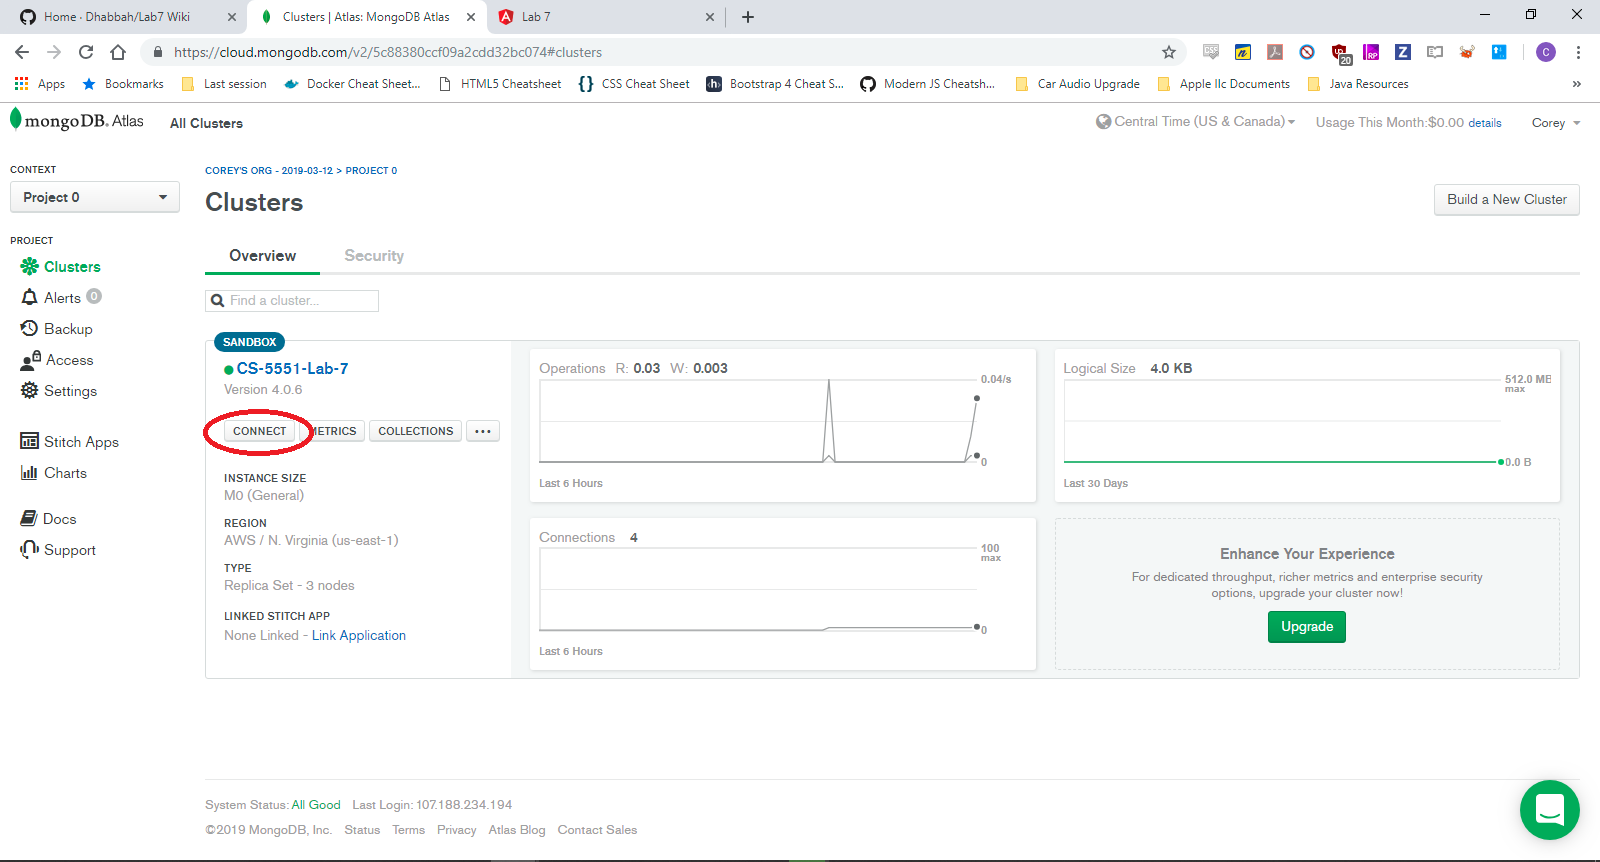 Home · Dhabbah/Lab7 Wiki
Clusters | Atlas: MongoDB Atlas
Lab 7
https://cloud.mongodb.com/v2/5c88380ccf09a2cdd32bc074#clusters
CSS
n
UD
20
RP
Z
C
Apps
Bookmarks
Last session
Docker Cheat Sheet...
HTML5 Cheatsheet
{} CSS Cheat Sheet
h Bootstrap 4 Cheat S...
Modern JS Cheatsh...
Car Audio Upgrade
Apple IIc Documents
Java Resources
»
mongoDB. Atlas
All Clusters
Central Time (US & Canada)
Usage This Month:$0.00 details
Corey
CONTEXT
Project 0
PROJECT
Clusters
Alerts 0
Backup
Access
Settings
Stitch Apps
Charts
Docs
Support
COREY'S ORG - 2019-03-12 > PROJECT 0
Clusters
Build a New Cluster
Overview
Security
Find a cluster...
SANDBOX
CS-5551-Lab-7
Version 4.0.6
CONNECT
METRICS
COLLECTIONS
...
INSTANCE SIZE
M0 (General)
REGION
AWS / N. Virginia (us-east-1)
TYPE
Replica Set - 3 nodes
LINKED STITCH APP
None Linked - Link Application
Operations R: 0.03 W: 0.003
0.04/s
0
Last 6 Hours
Logical Size 4.0 KB
512.0 MB
max
0.0 B
Last 30 Days
Connections 4
100
max
0
Last 6 Hours
Enhance Your Experience
For dedicated throughput, richer metrics and enterprise security
options, upgrade your cluster now!
Upgrade
System Status: All Good Last Login: 107.188.234.194
©2019 MongoDB, Inc. Status Terms Privacy Atlas Blog Contact Sales